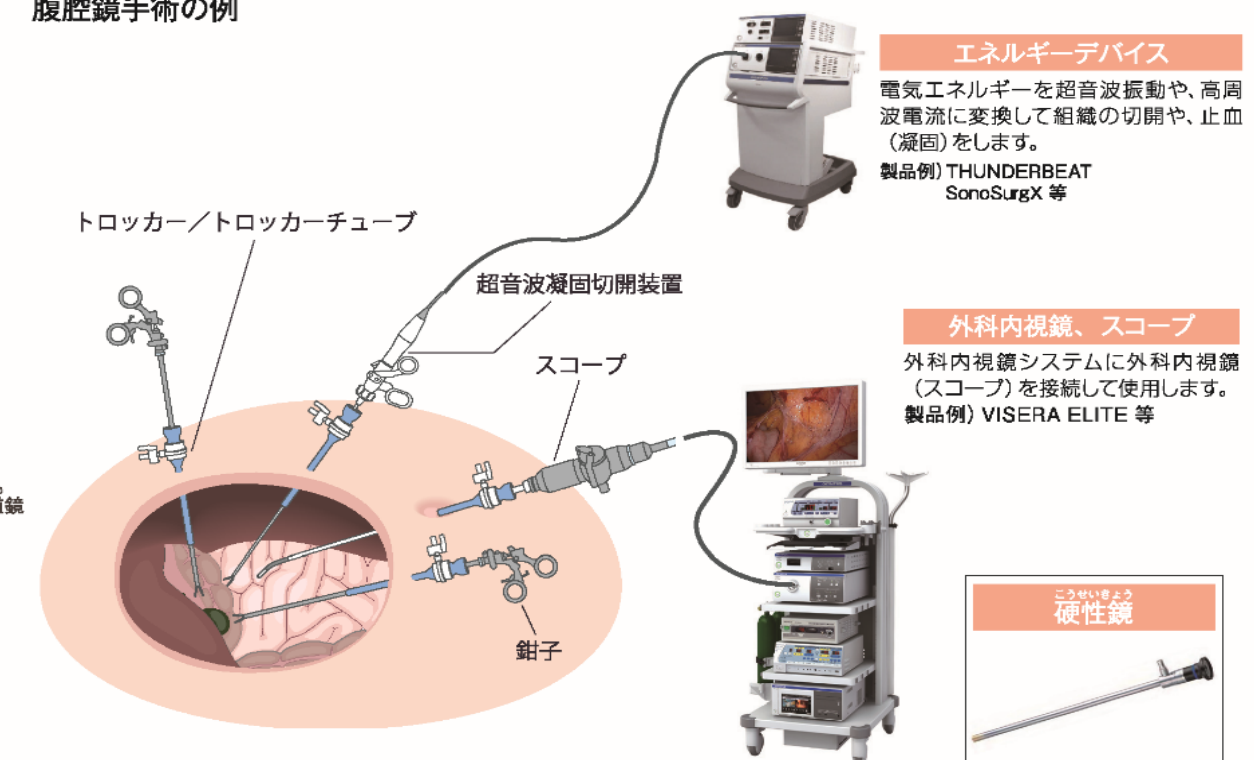 腹腔鏡手術の例
エネルギーデバイス
電気エネルギーを超音波振動や、高周
波電流に変換して組織の切開や、止血
（凝固）をします。
製品例）THUNDERBEAT
SonoSurgX 等
トロッカー／トロッカーチューブ
超音波凝固切開装置
スコープ
鉗子
外科内視鏡、スコープ
外科内視鏡システムに外科内視鏡
（スコープ）を接続して使用します。
製品例）VISERA ELITE 等
鏡
こうせいきょう
硬性鏡